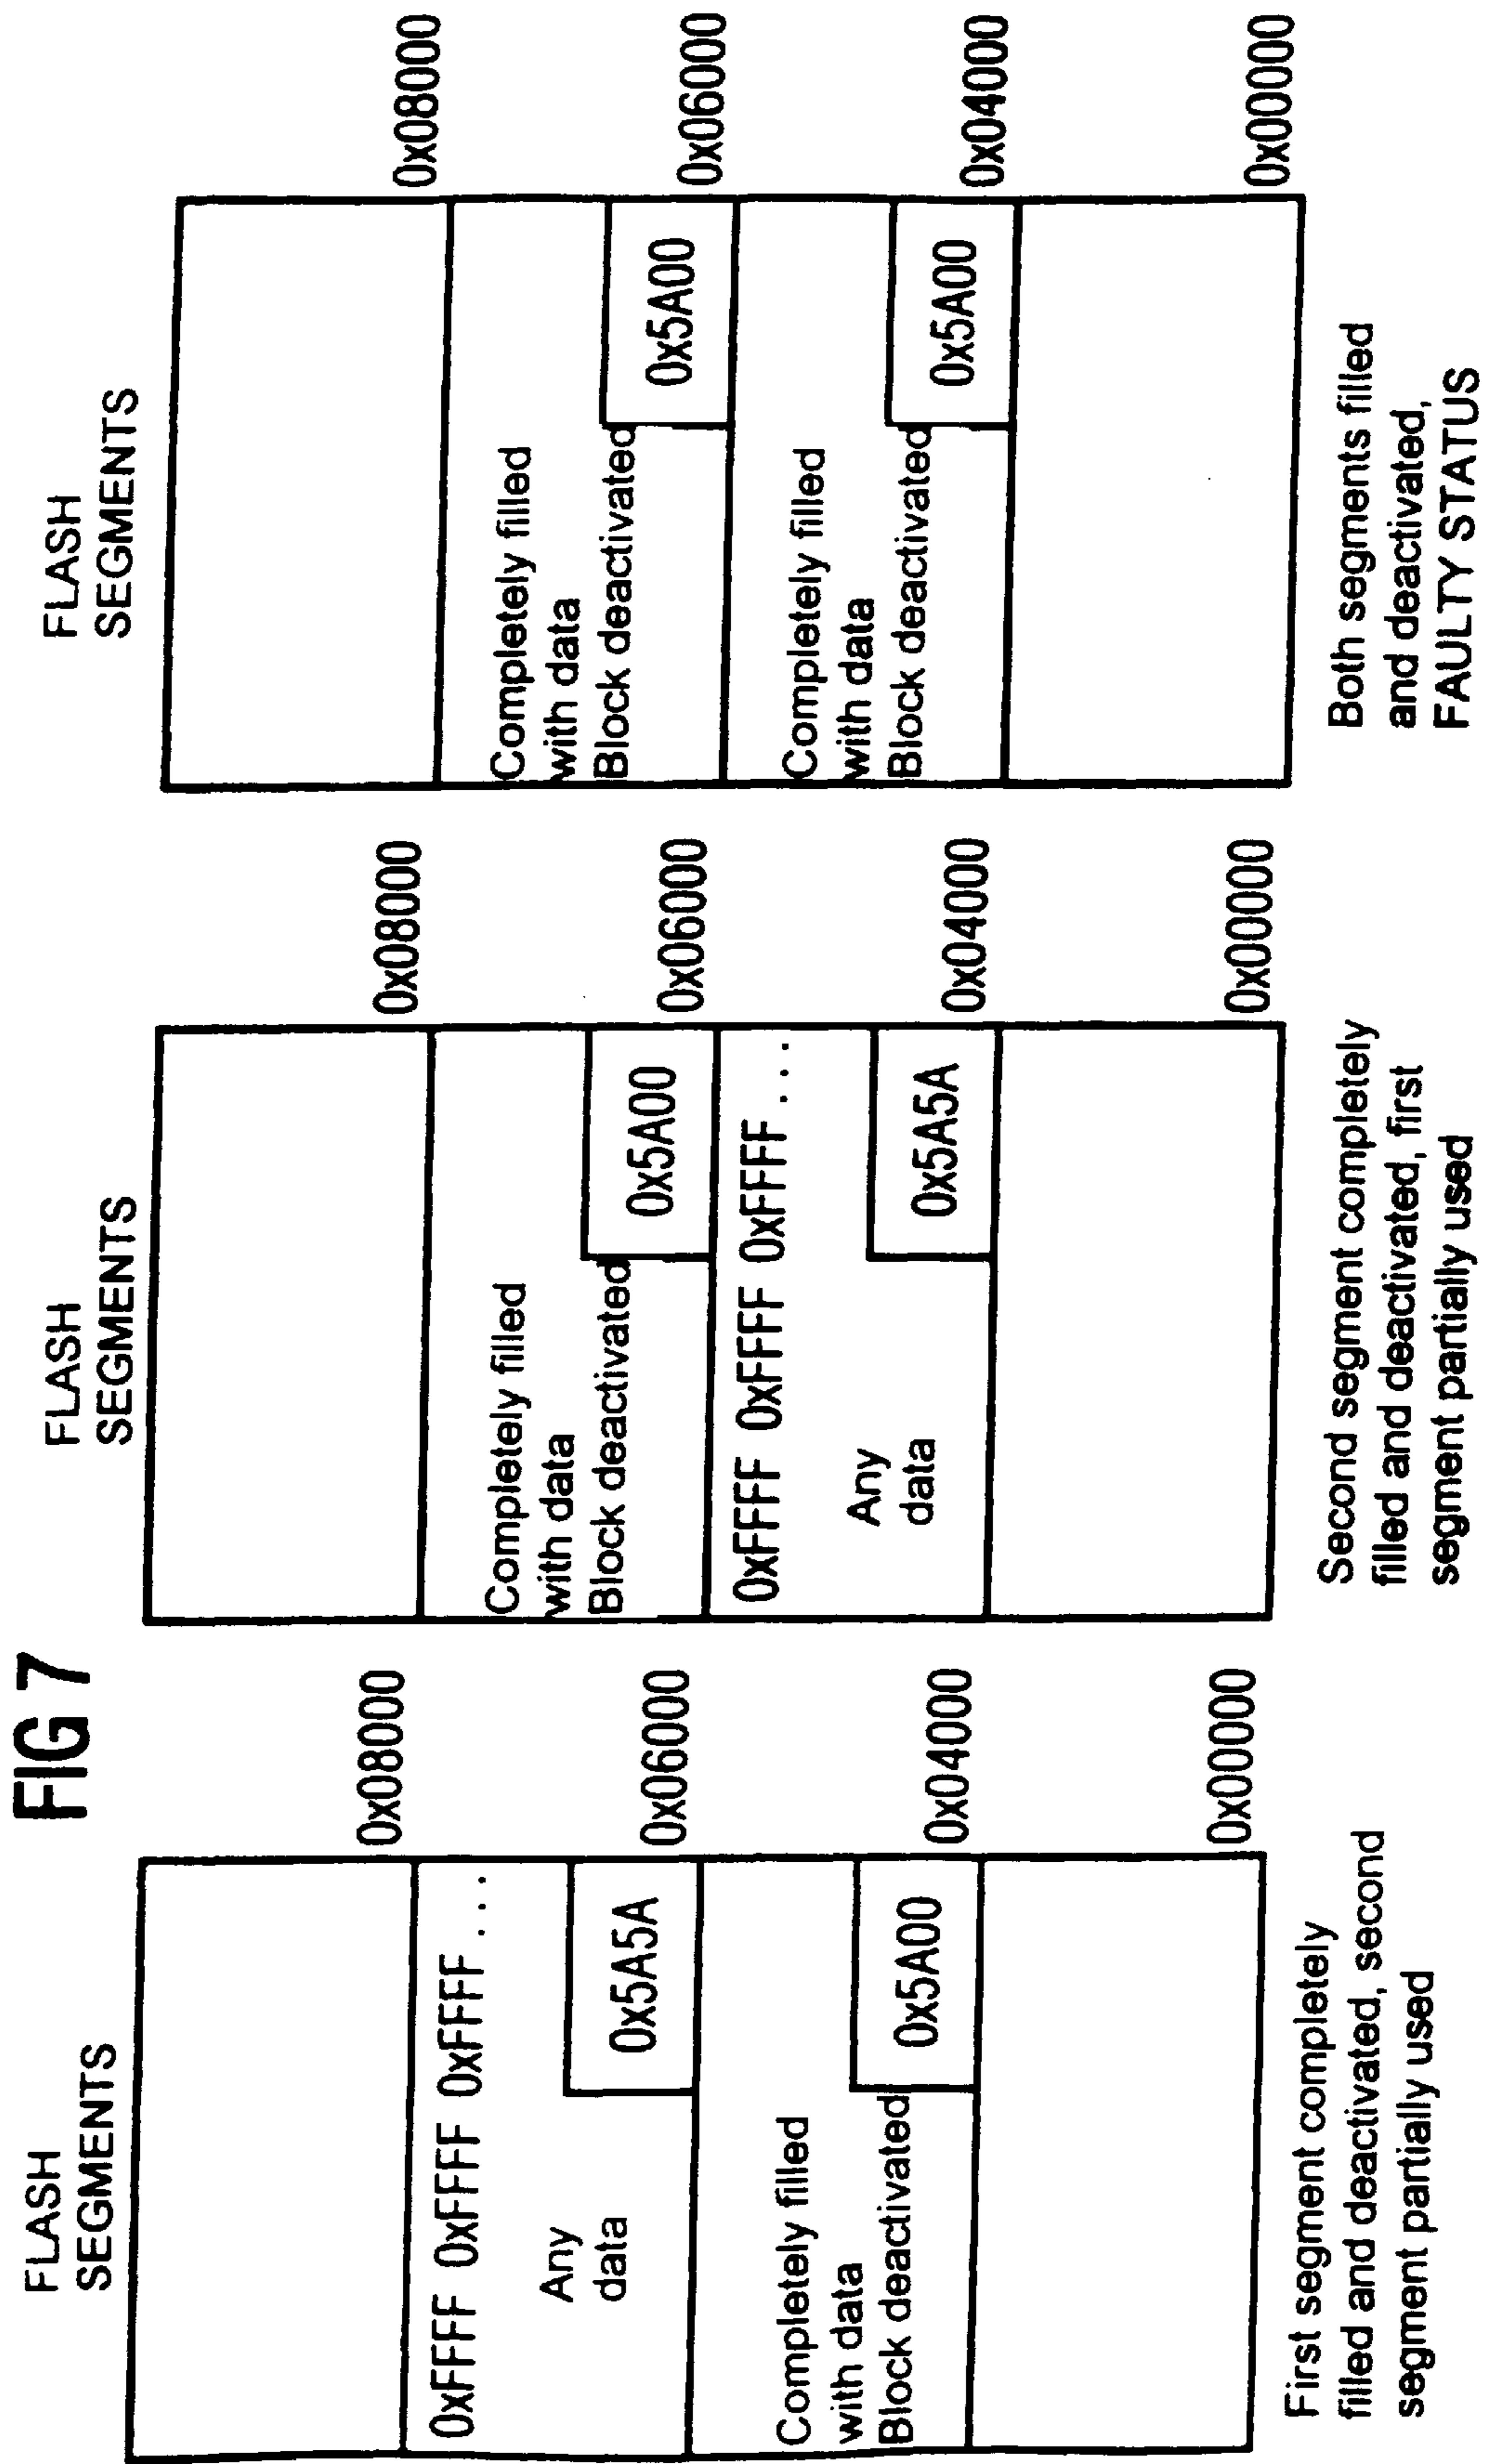 FIG 7
FLASH
SEGMENTS
0x08000
0xFFFF 0xFFFF 0xFFFF...
Any
data
0x5A5A
0x06000
Completely filled
with data
Block deactivated
0x5A00
0x04000
0x00000
First segment completely
filled and deactivated, second
segment partially used
FLASH
SEGMENTS
0x08000
Completely filled
with data
Block deactivated
0x5A00
0x06000
0xFFFF 0xFFFF 0xFFFF ....
Any
data
0x5A5A
0x04000
0x00000
Second segment completely
filled and deactivated, first
segment partially used
FLASH
SEGMENTS
0x08000
Completely filled
with data
Block deactivated
0x5A00
0x06000
Completely filled
with data
Block deactivated
0x5A00
0x04000
0x00000
Both segments filled
and deactivated,
FAULTY STATUS